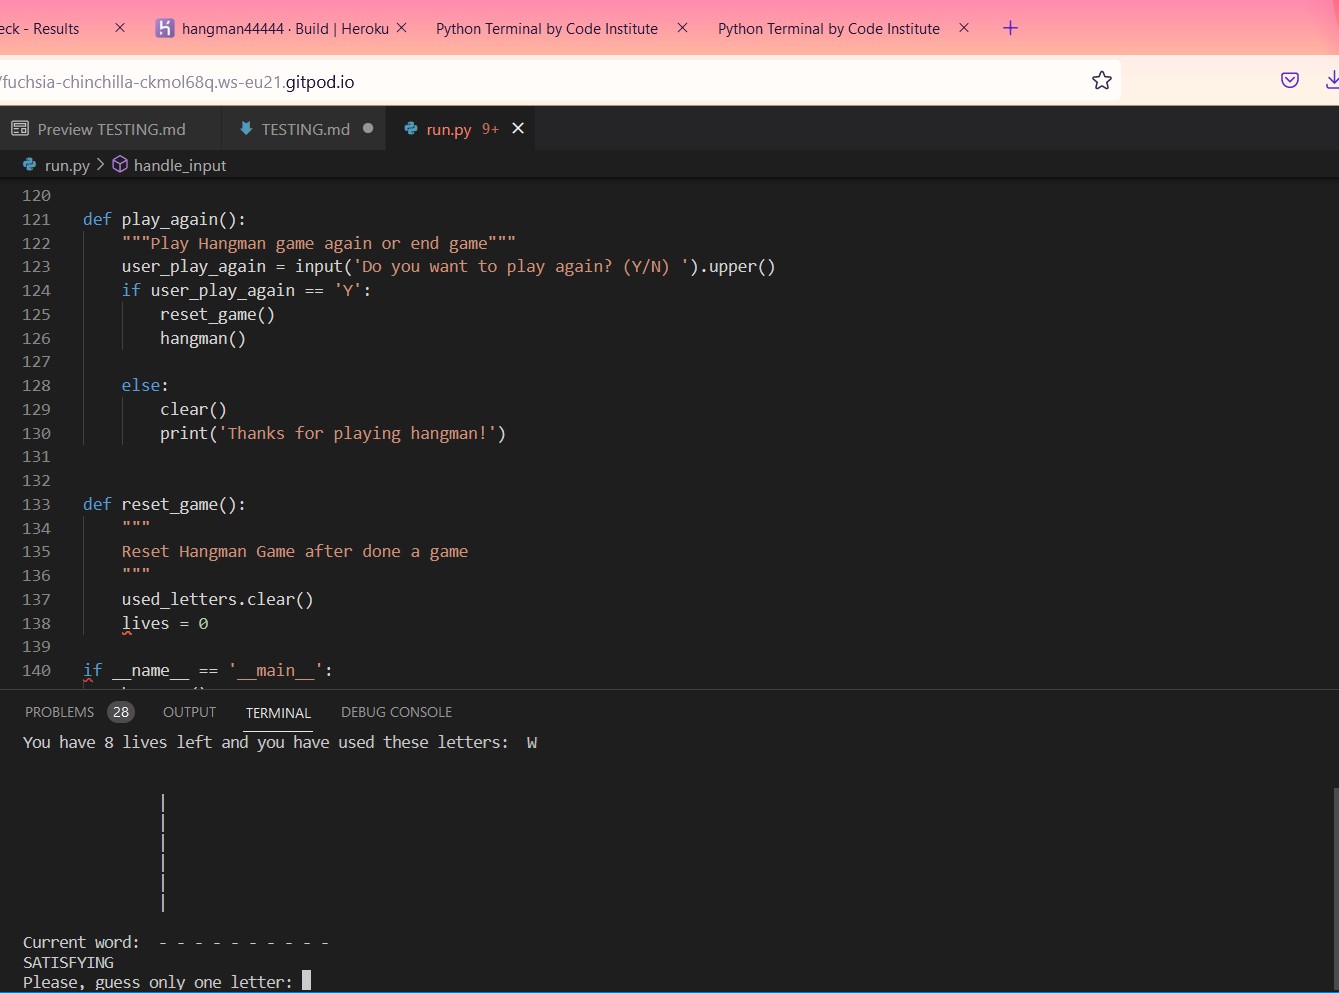 eck - Results
hangman44444 · Build | Heroku
Python Terminal by Code Institute
Python Terminal by Code Institute
/fuchsia-chinchilla-ckmol68q.ws-eu21.gitpod.io
Preview TESTING.md
TESTING.md
run.py 9+
run.py > handle_input
120
121 def play_again():
122 """Play Hangman game again or end game"""
123 user_play_again = input('Do you want to play again? (Y/N) ').upper()
124 if user_play_again == 'Y':
125 reset_game()
126 hangman()
127
128 else:
129 clear()
130 print('Thanks for playing hangman!')
131
132
133 def reset_game():
134 """
135 Reset Hangman Game after done a game
136 """
137 used_letters.clear()
138 lives = 0
139
140 if __name__ == '__main__':
PROBLEMS 28 OUTPUT TERMINAL DEBUG CONSOLE
You have 8 lives left and you have used these letters:  W
|
|
|
|
|
|
Current word:  - - - - - - - - - -
SATISFYING
Please, guess only one letter: